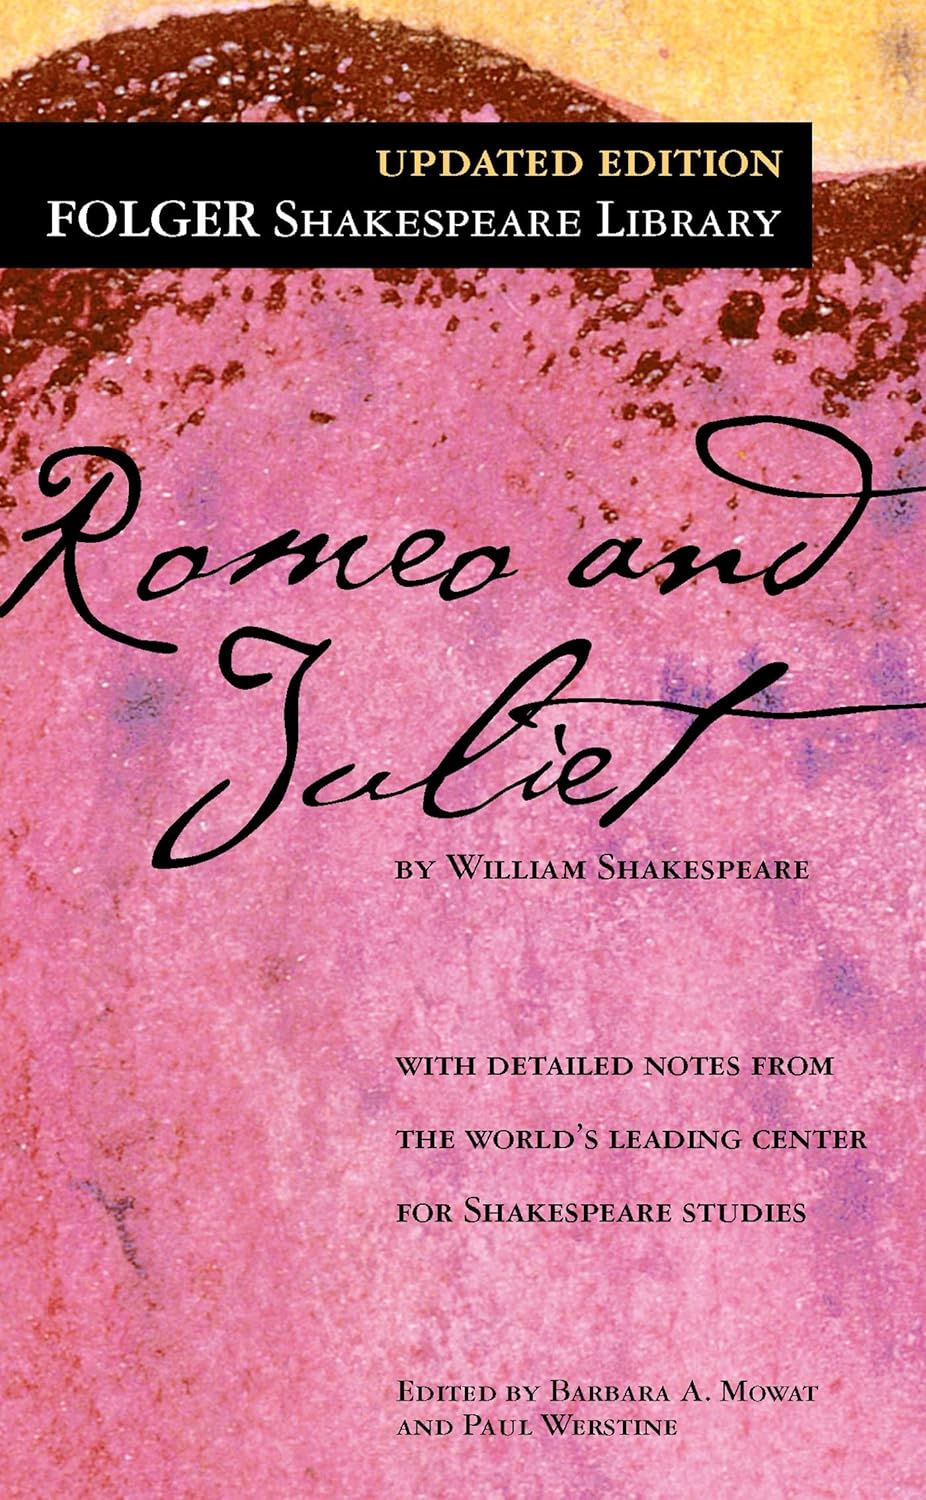 UPDATED EDITION
FOLGER SHAKESPEARE LIBRARY
Romeo and
Juliet
BY WILLIAM SHAKESPEARE
WITH DETAILED NOTES FROM
THE WORLD'S LEADING CENTER
FOR SHAKESPEARE STUDIES
EDITED BY BARBARA A. MOWAT
AND PAUL WERSTINE